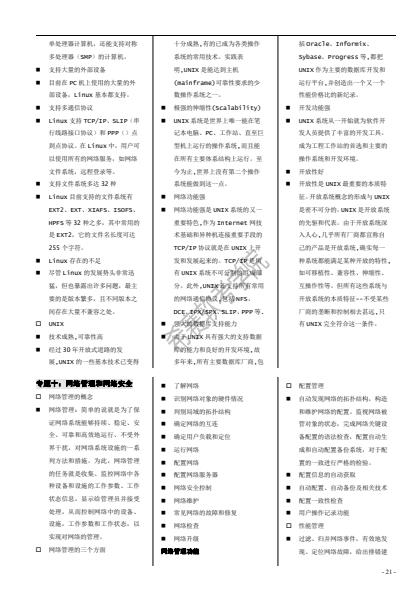 单处理器计算机，还能支持对称
多处理器（SMP）的计算机。
■ 支持大量的外部设备
■ 目前在 PC 机上使用的大量的外
部设备，Linux 基本都支持。
■ 支持多通信协议
■ Linux 支持 TCP/IP、SLIP（串
行线路接口协议）和 PPP（）点
到点协议。在 Linux 中，用户可
以使用所有的网络服务，如网络
文件系统、远程登录等。
■ 支持文件系统多达 32 种
■ Linux 目前支持的文件系统有
EXT2、EXT、XIAFS、ISOFS、
HPFS 等 32 种之多，其中常用的
是 EXT2，它的文件名长度可达
255 个字符。
■ Linux 存在的不足
■ 尽管 Linux 的发展势头非常迅
猛，但也暴露出许多问题，最主
要的是版本繁多，且不同版本之
间存在大量不兼容之处。
□ UNIX
■ 技术成熟,可靠性高
■ 经过 30 年开放式道路的发
展,UNIX 的一些基本技术已变得
十分成熟,有的已成为各类操作
系统的常用技术。实践表
明,UNIX 是能达到主机
(mainframe)可靠性要求的少
数操作系统之一。
■ 极强的伸缩性(Scalability)
■ UNIX 系统是世界上唯一能在笔
记本电脑、PC、工作站、直至巨
型机上运行的操作系统,而且能
在所有主要体系结构上运行。至
今为止,世界上没有第二个操作
系统能做到这一点。
■ 网络功能强
■ 网络功能强是 UNIX 系统的又一
重要特色,作为 Internet 网技
术基础和异种机连接重要手段的
TCP/IP 协议就是在 UNIX 上开
发和发展起来的。TCP/IP 是所
有 UNIX 系统不可分割的组成部
分。此外,UNIX 还支持所有常用
的网络通信协议,包括 NFS、
DCE、IPX/SPX、SLIP、PPP 等。
■ 强大的数据库支持能力
■ 由于 UNIX 具有强大的支持数据
库的能力和良好的开发环境,故
多年来,所有主要数据库厂商,包
括 Oracle、Informix、
Sybase、Progress 等,都把
UNIX 作为主要的数据库开发和
运行平台,并创造出一个又一个
性能价格比的新纪录。
■ 开发功能强
■ UNIX 系统从一开始就为软件开
发人员提供了丰富的开发工具。
成为工程工作站的首选和主要的
操作系统和开发环境。
■ 开放性好
■ 开放性是 UNIX 最重要的本质特
征。开放系统概念的形成与 UNIX
是密不可分的。UNIX 是开放系统
的先驱和代表。由于开放系统深
入人心,几乎所有厂商都宣称自
己的产品是开放系统,确实每一
种系统都能满足某种开放的特性,
如可移植性、兼容性、伸缩性、
互操作性等。但所有这些系统与
开放系统的本质特征--不受某些
厂商的垄断和控制相去甚远,只
有 UNIX 完全符合这一条件。
专题十：网络管理和网络安全
□ 网络管理的概念
■ 网络管理，简单的说就是为了保
证网络系统能够持续、稳定、安
全、可靠和高效地运行、不受外
界干扰，对网络系统设施的一系
列方法和措施。为此，网络管理
的任务就是收集、监控网络中各
种设备和设施的工作参数、工作
状态信息，显示给管理员并接受
处理，从而控制网络中的设备、
设施，工作参数和工作状态，以
实现对网络的管理。
□ 网络管理的三个方面
■ 了解网络
■ 识别网络对象的硬件情况
■ 判别局域的拓扑结构
■ 确定网络的互连
■ 确定用户负载和定位
■ 运行网络
■ 配置网络
■ 配置网络服务器
■ 网络安全控制
■ 网络维护
■ 常见网络的故障和修复
■ 网络检查
■ 网络升级
网络管理功能
□ 配置管理
■ 自动发现网络的拓扑结构，构造
和维护网络的配置。监视网络被
管对象的状态，完成网络关键设
备配置的语法检查，配置自动生
成和自动配置备份系统，对于配
置的一致进行严格的检验。
■ 配置信息的自动获取
■ 自动配置、自动备份及相关技术
■ 配置一致性检查
■ 用户操作记录功能
□ 性能管理
■ 过滤、归并网络事件，有效地发
现、定位网络故障，给出排错建
- 21 -